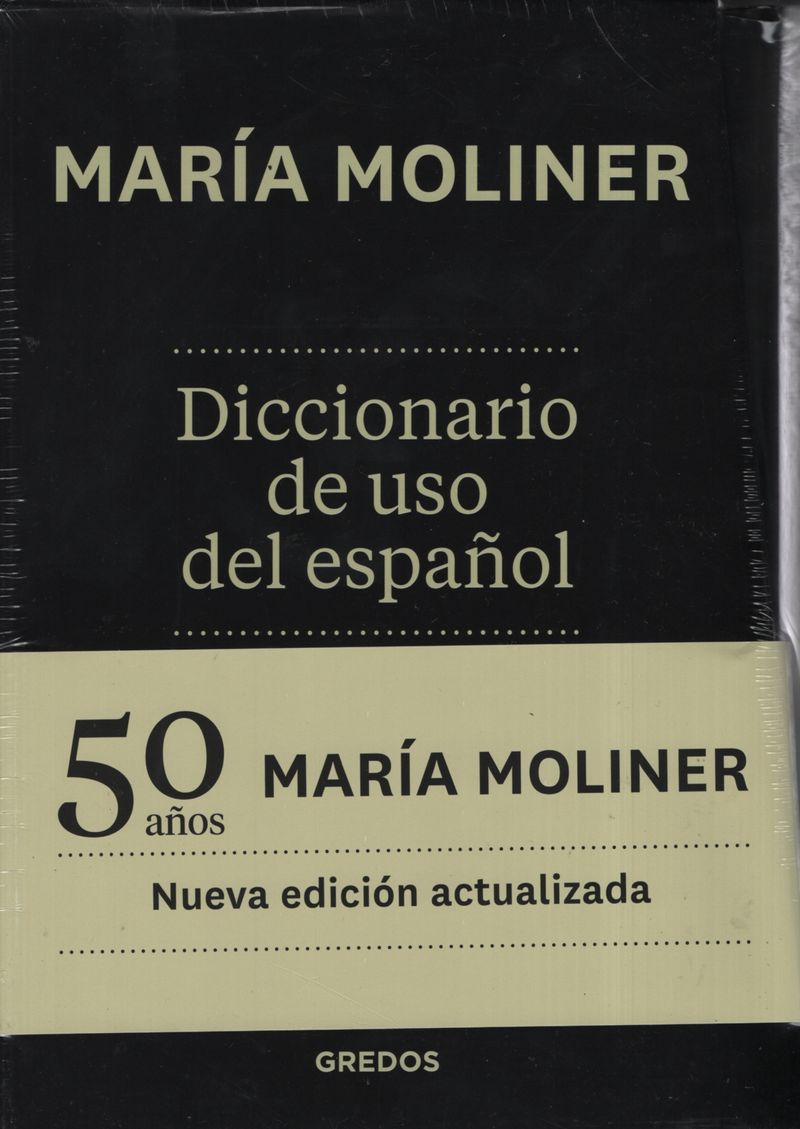 MARÍA MOLINER
Diccionario
de uso
del español
50
años
MARÍA MOLINER
Nueva edición actualizada
GREDOS